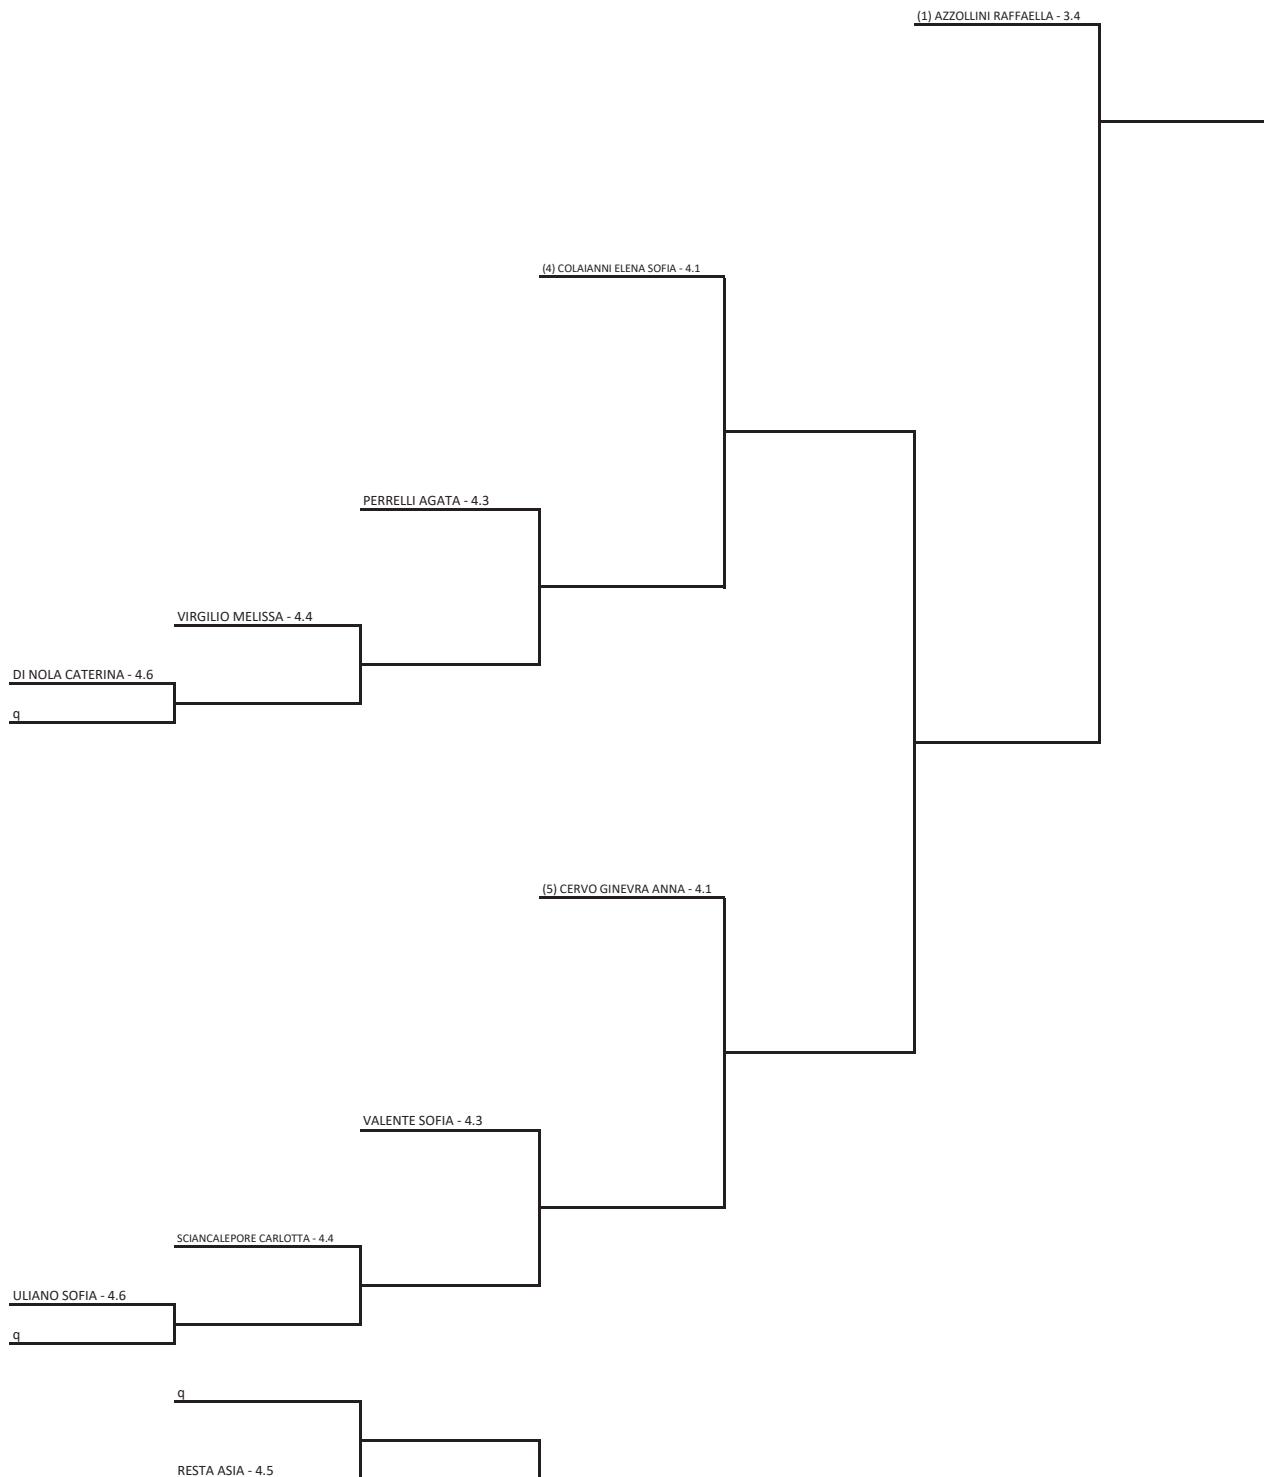 (1) AZZOLLINI RAFFAELLA - 3.4
(4) COLAIANNI ELENA SOFIA - 4.1
PERRELLI AGATA - 4.3
VIRGILIO MELISSA - 4.4
DI NOLA CATERINA - 4.6
q
(5) CERVO GINEVRA ANNA - 4.1
VALENTE SOFIA - 4.3
SCIANCALEPORE CARLOTTA - 4.4
ULIANO SOFIA - 4.6
q
q
RESTA ASIA - 4.5